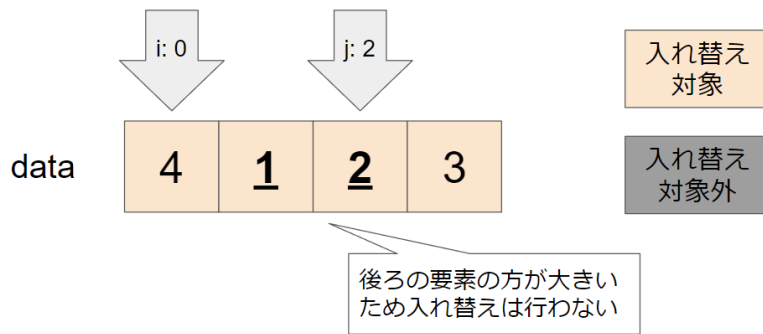 i: 0
j: 2
入れ替え
対象
data
4
1
2
3
入れ替え
対象外
後ろの要素の方が大きい
ため入れ替えは行わない